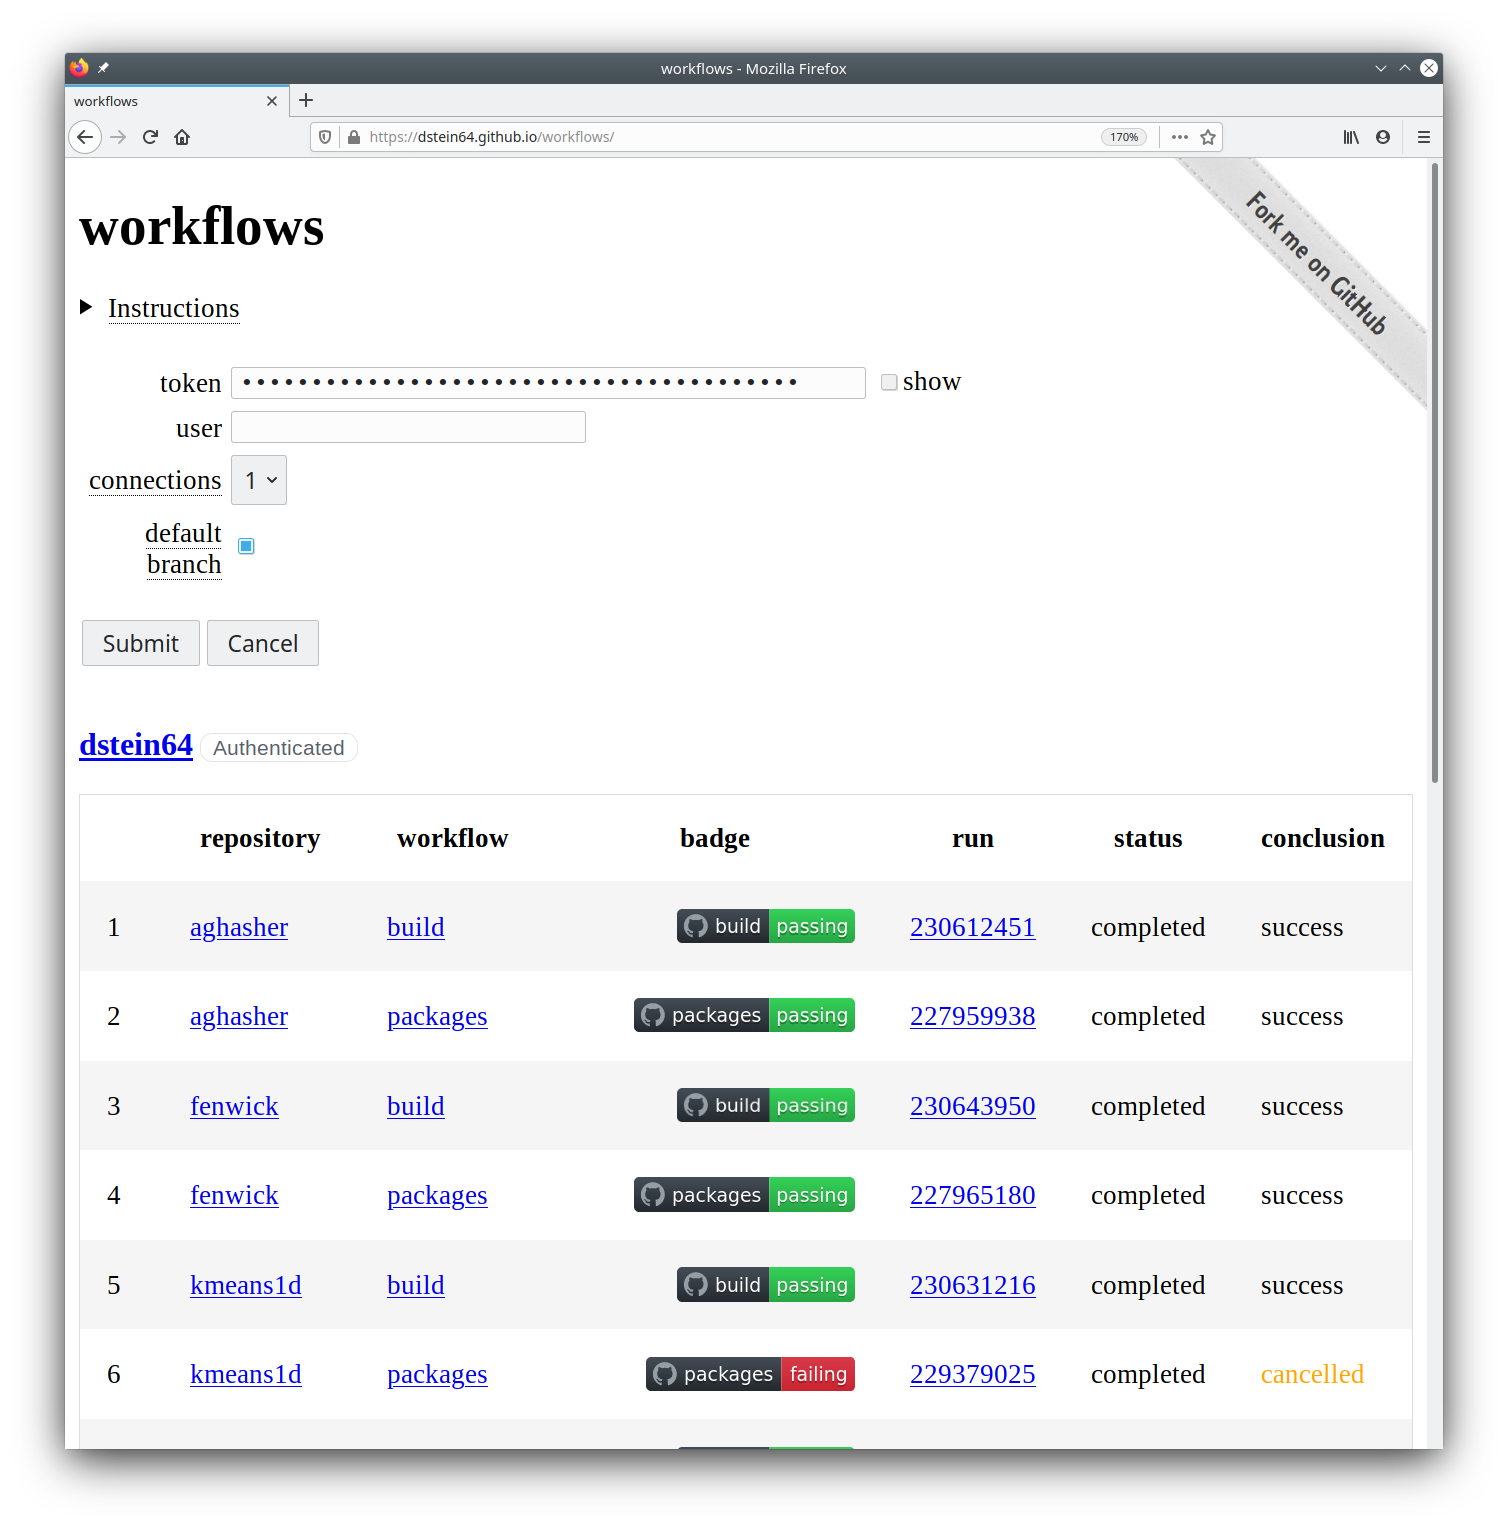 workflows - Mozilla Firefox
workflows
https://dstein64.github.io/workflows/ 170%
Fork me on GitHub
workflows
Instructions
token •••••••••••••••••••••••••••••••••••••••• show
user
connections 1
default
branch
Submit Cancel
dstein64 Authenticated
repository workflow badge run status conclusion
1 aghasher build build passing 230612451 completed success
2 aghasher packages packages passing 227959938 completed success
3 fenwick build build passing 230643950 completed success
4 fenwick packages packages passing 227965180 completed success
5 kmeans1d build build passing 230631216 completed success
6 kmeans1d packages packages failing 229379025 completed cancelled